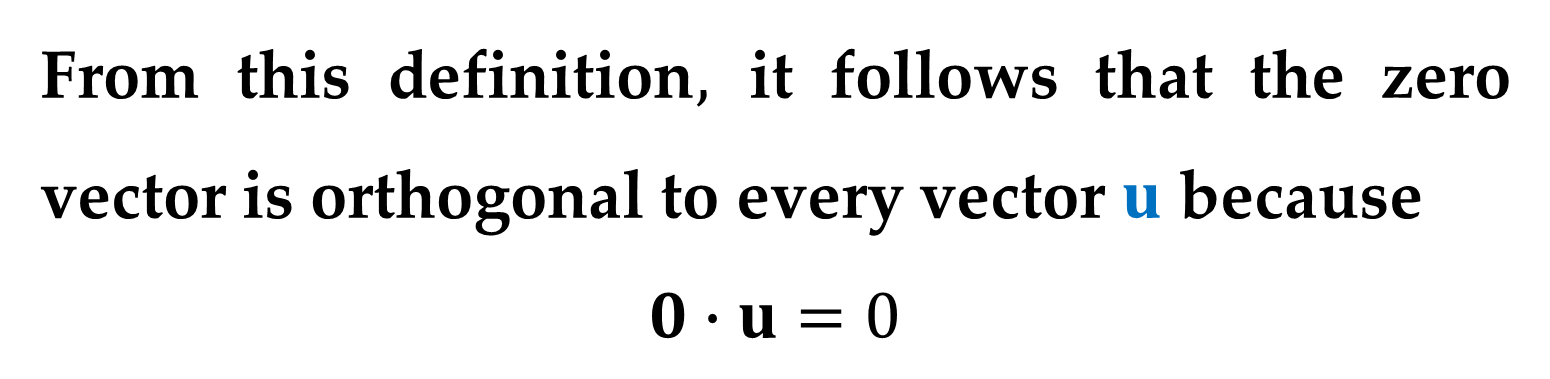 From this definition, it follows that the zero
vector is orthogonal to every vector u because
0 · u = 0